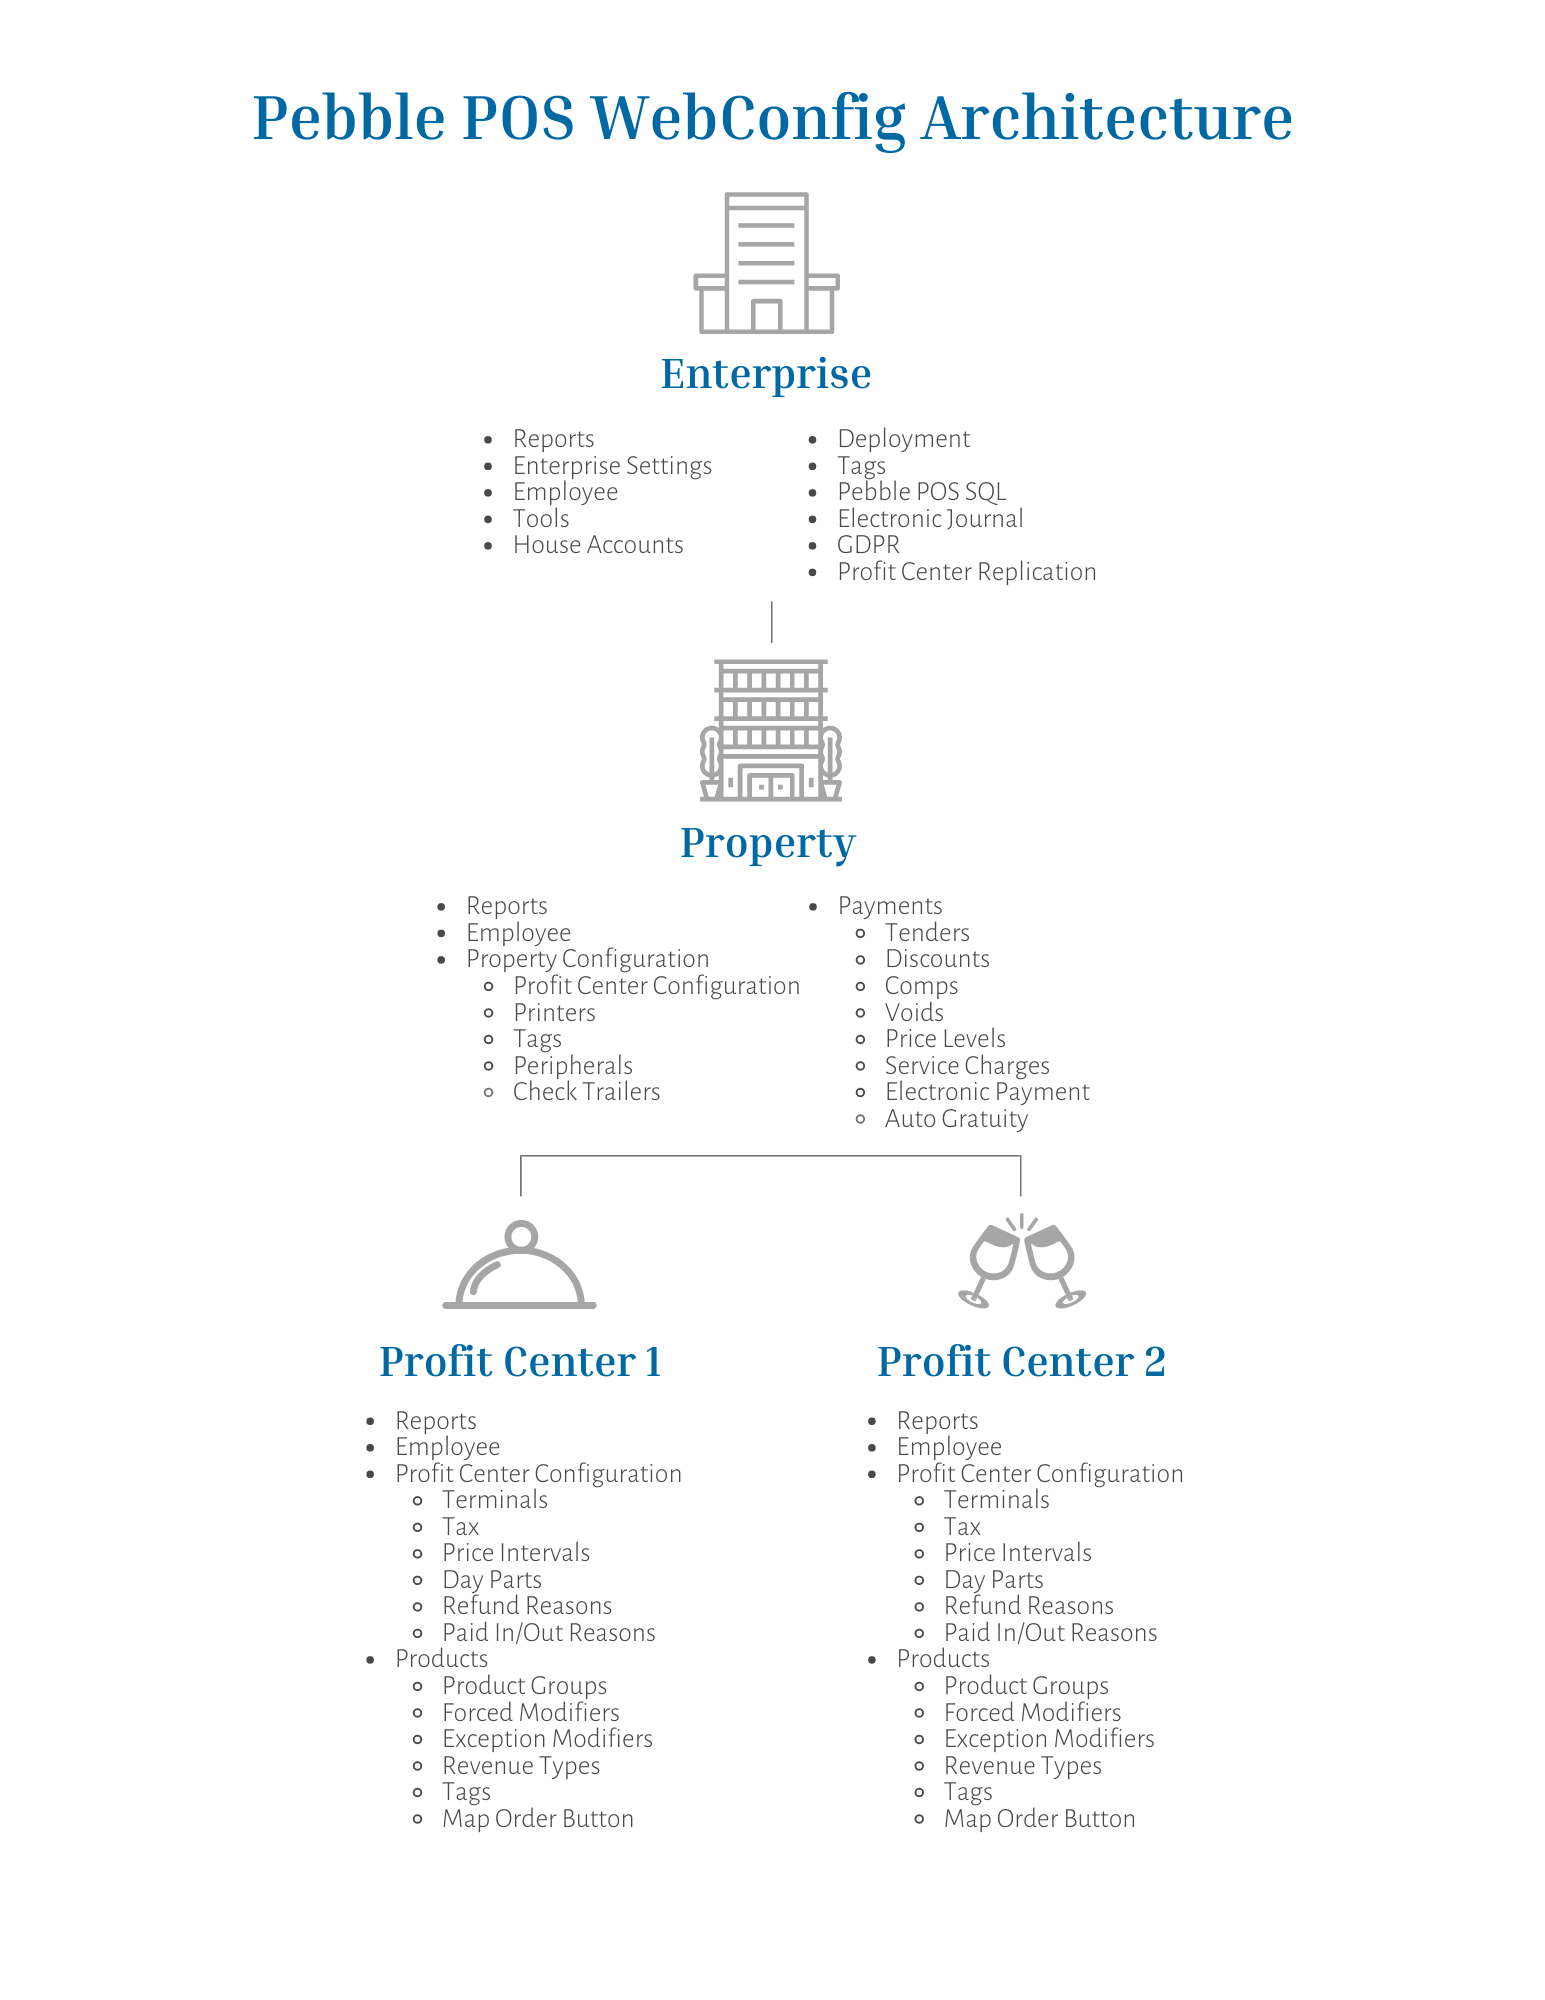 Pebble POS WebConfig Architecture
Enterprise
Reports
Enterprise Settings
Employee
Tools
House Accounts
Deployment
Tags
Pebble POS SQL
Electronic Journal
GDPR
Profit Center Replication
Property
Reports
Employee
Property Configuration
Profit Center Configuration
Printers
Tags
Peripherals
Check Trailers
Payments
Tenders
Discounts
Comps
Voids
Price Levels
Service Charges
Electronic Payment
Auto Gratuity
Profit Center 1
Reports
Employee
Profit Center Configuration
Terminals
Tax
Price Intervals
Day Parts
Refund Reasons
Paid In/Out Reasons
Products
Product Groups
Forced Modifiers
Exception Modifiers
Revenue Types
Tags
Map Order Button
Profit Center 2
Reports
Employee
Profit Center Configuration
Terminals
Tax
Price Intervals
Day Parts
Refund Reasons
Paid In/Out Reasons
Products
Product Groups
Forced Modifiers
Exception Modifiers
Revenue Types
Tags
Map Order Button